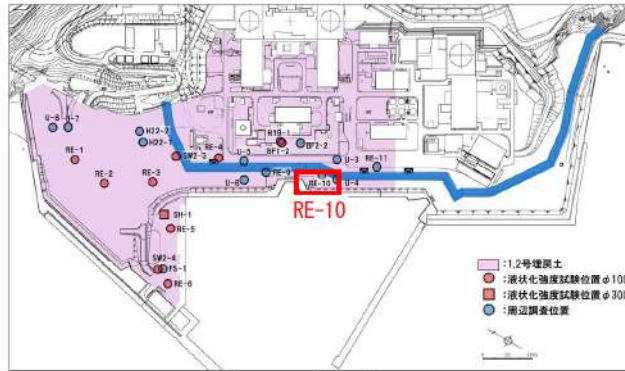 U-8
U-7
H22-2
H22-7
H19-1
BF1-2
BF2-2
RE-1
SW2-3
RE-4
U-5
U-3
RE-11
RE-2
RE-3
U-6
RE-9
RE-10
U-4
RE-10
SH-1
RE-5
SW2-4
FS-1
RE-6
:1,2号埋戻土
:液状化強度試験位置φ100
:液状化強度試験位置φ300
:周辺調査位置